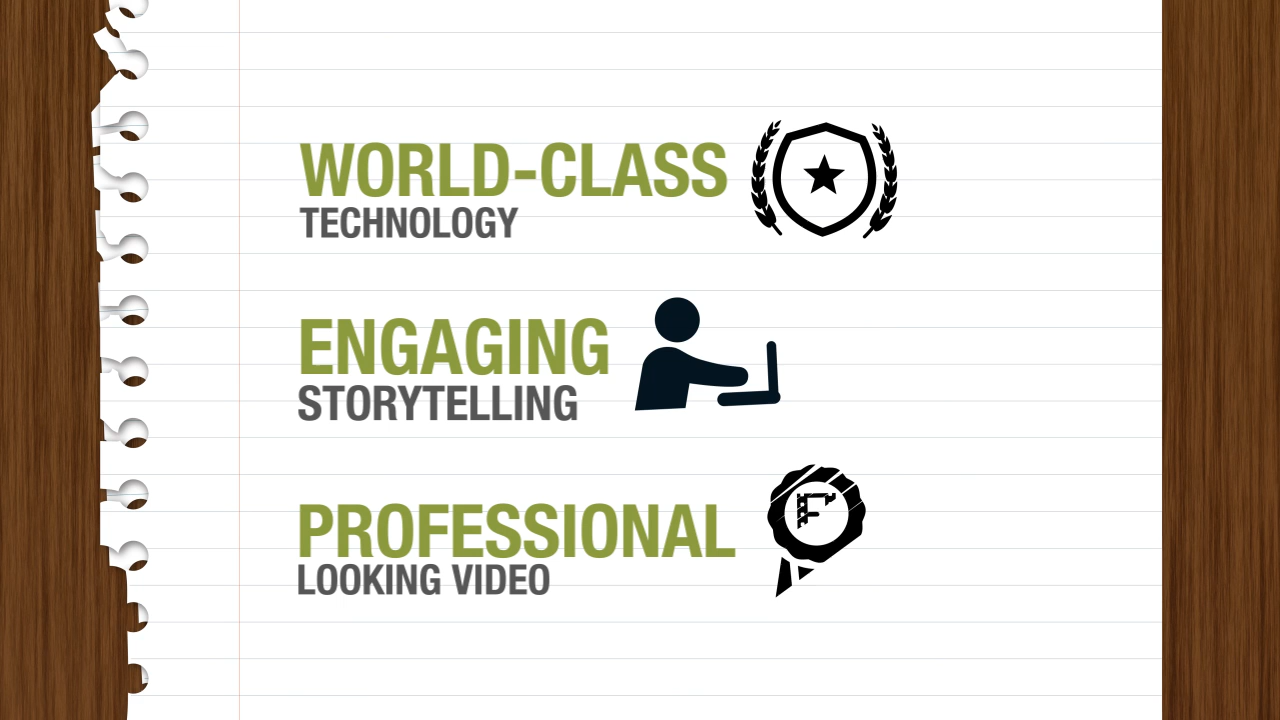 WORLD-CLASS
TECHNOLOGY
ENGAGING
STORYTELLING
F
PROFESSIONAL
LOOKING VIDEO